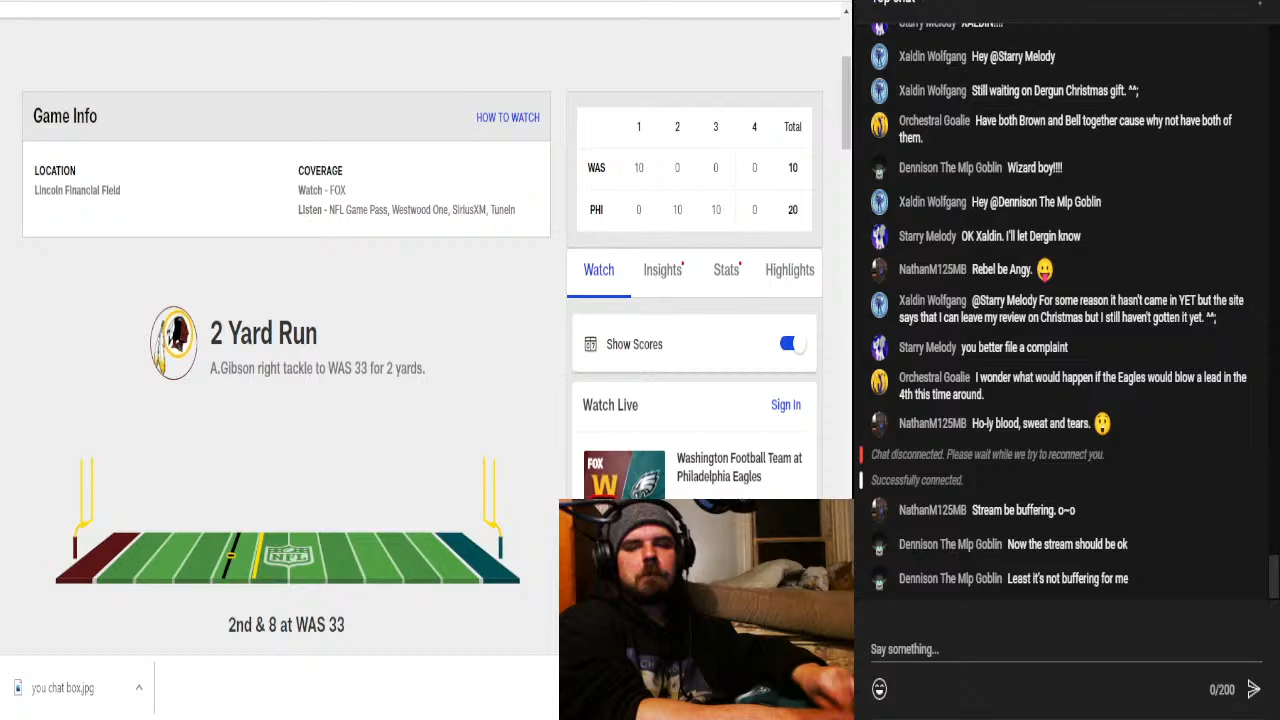 Game Info
HOW TO WATCH
LOCATION
Lincoln Financial Field
COVERAGE
Watch - FOX
Listen - NFL Game Pass, Westwood One, SiriusXM, TuneIn
1 2 3 4 Total
WAS 10 0 0 0 10
PHI 0 10 10 0 20
Watch Insights Stats Highlights
Show Scores
Watch Live Sign In
FOX
W
Washington Football Team at
Philadelphia Eagles
2 Yard Run
A.Gibson right tackle to WAS 33 for 2 yards.
NFL
2nd & 8 at WAS 33
you chat box.jpg
Xaldin Wolfgang Hey @Starry Melody
Xaldin Wolfgang Still waiting on Dergun Christmas gift. ^^;
Orchestral Goalie Have both Brown and Bell together cause why not have both of
them.
Dennison The Mlp Goblin Wizard boy!!!!
Xaldin Wolfgang Hey @Dennison The Mlp Goblin
Starry Melody OK Xaldin. I'll let Dergin know
NathanM125MB Rebel be Angy.
Xaldin Wolfgang @Starry Melody For some reason it hasn't came in YET but the site
says that I can leave my review on Christmas but I still haven't gotten it yet. ^^;
Starry Melody you better file a complaint
Orchestral Goalie I wonder what would happen if the Eagles would blow a lead in the
4th this time around.
NathanM125MB Ho-ly blood, sweat and tears.
Chat disconnected. Please wait while we try to reconnect you.
Successfully connected.
NathanM125MB Stream be buffering. o~o
Dennison The Mlp Goblin Now the stream should be ok
Dennison The Mlp Goblin Least it's not buffering for me
Say something...
0/200